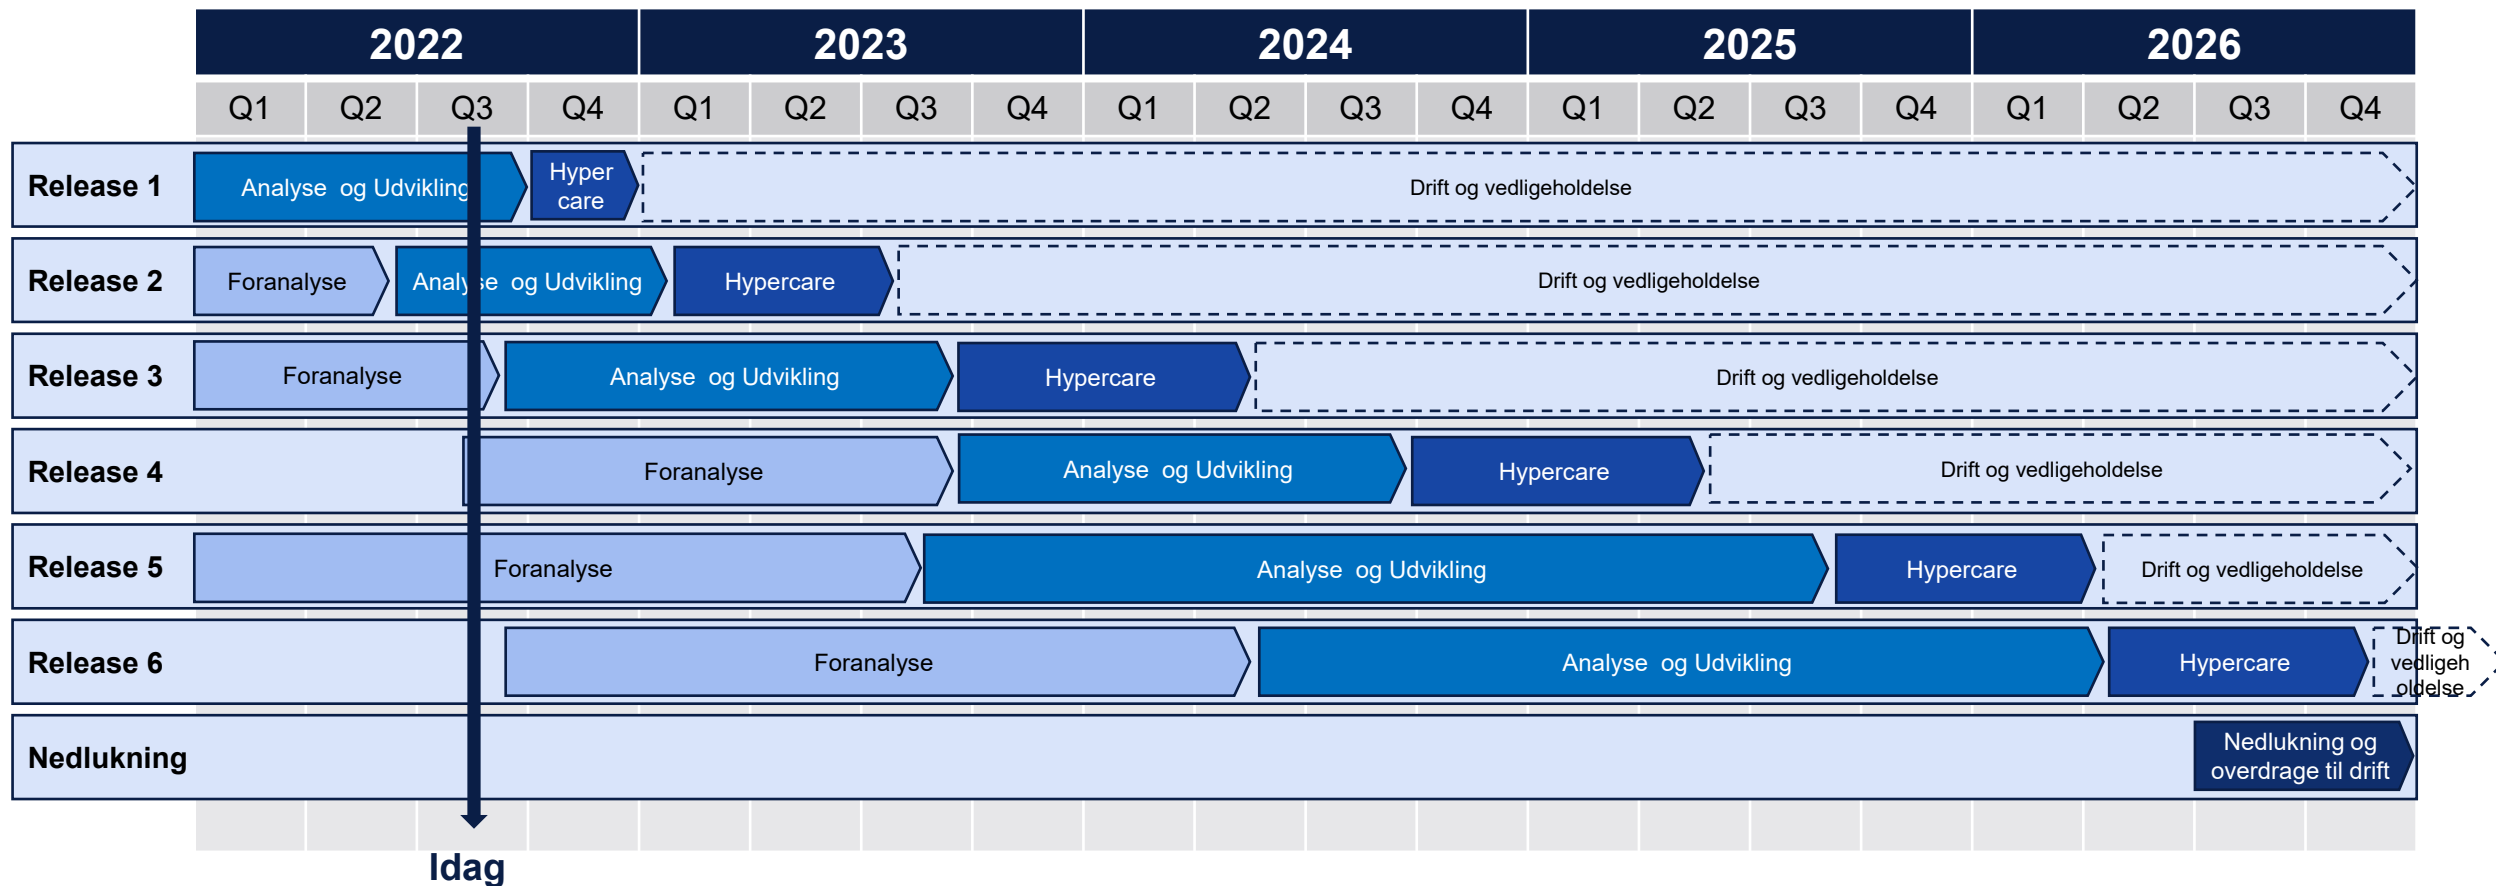 2022 2023 2024 2025 2026
Q1 Q2 Q3 Q4 Q1 Q2 Q3 Q4 Q1 Q2 Q3 Q4 Q1 Q2 Q3 Q4 Q1 Q2 Q3 Q4
Release 1
Analyse og Udvikling
Hyper
care
Drift og vedligeholdelse
Release 2
Foranalyse
Analyse og Udvikling
Hypercare
Drift og vedligeholdelse
Release 3
Foranalyse
Analyse og Udvikling
Hypercare
Drift og vedligeholdelse
Release 4
Foranalyse
Analyse og Udvikling
Hypercare
Drift og vedligeholdelse
Release 5
Foranalyse
Analyse og Udvikling
Hypercare
Drift og vedligeholdelse
Release 6
Foranalyse
Analyse og Udvikling
Hypercare
Drift og
vedligeh
oldelse
Nedlukning
Nedlukning og
overdrage til drift
Idag